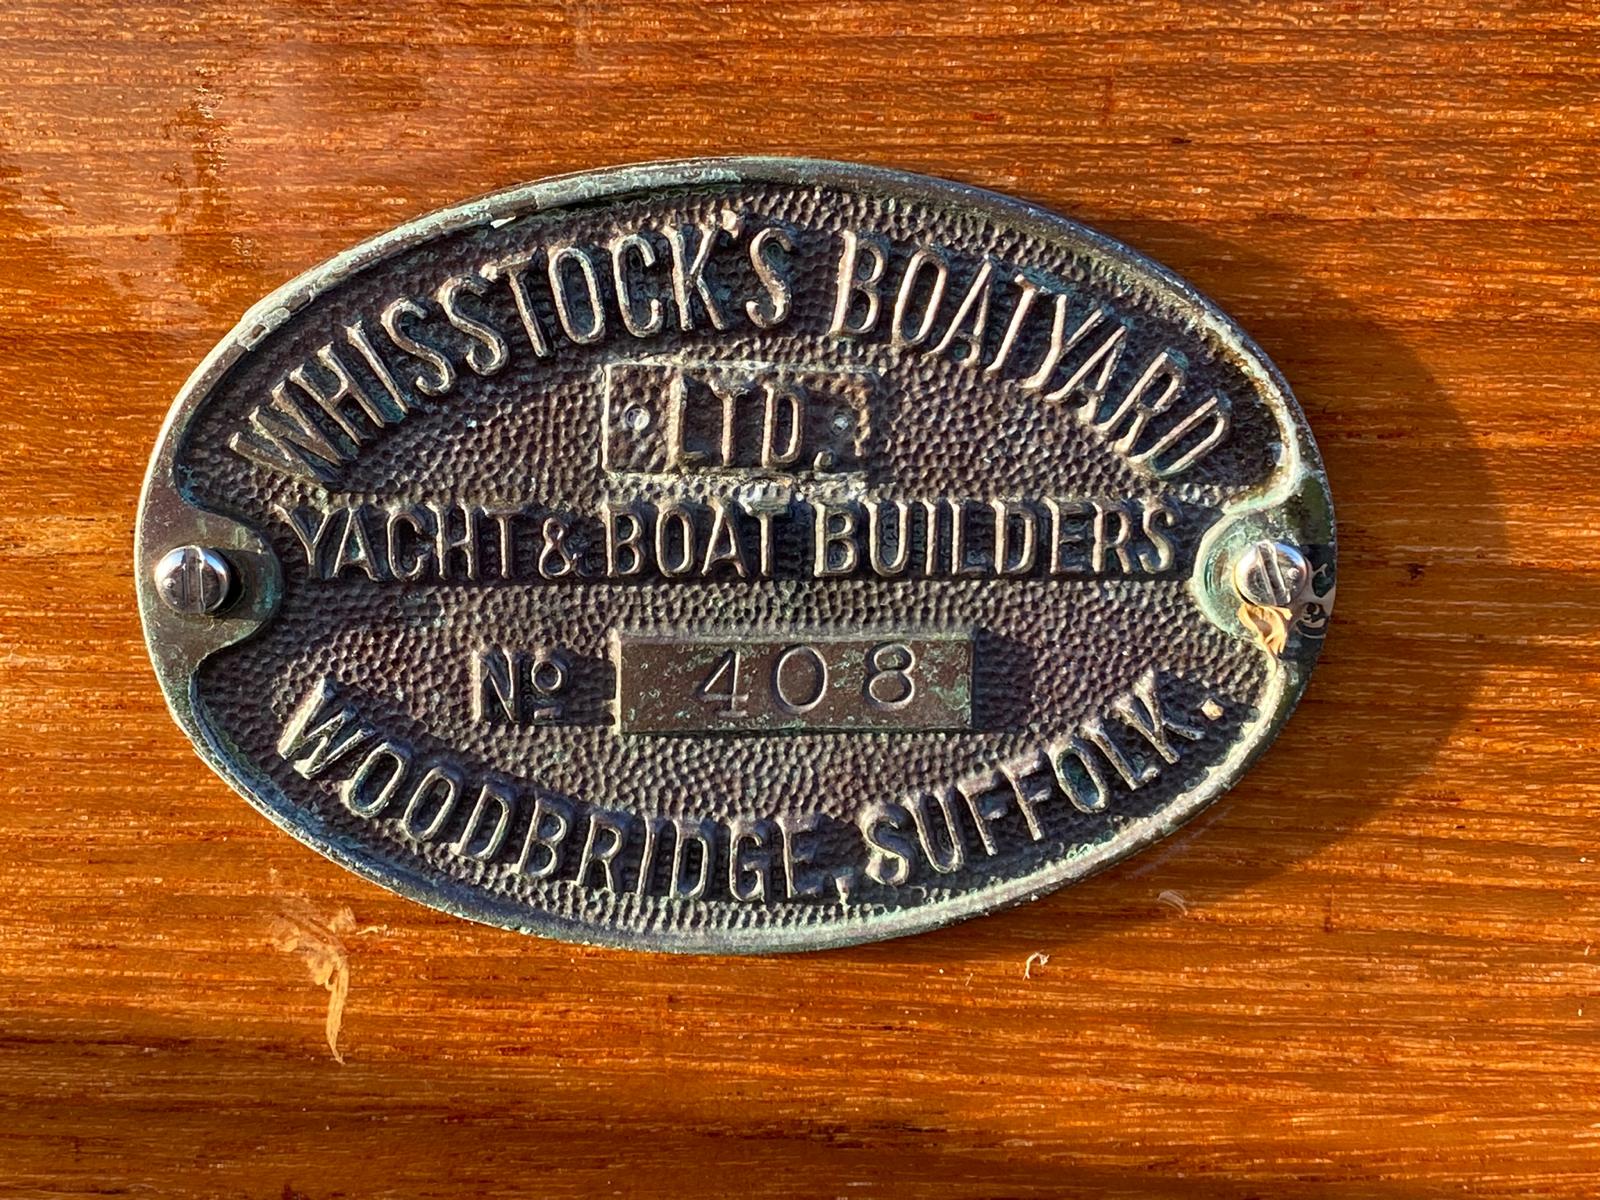 WHISSTOCK'S BOATYARD
LTD.
YACHT & BOAT BUILDERS
Nº 408
WOODBRIDGE, SUFFOLK.